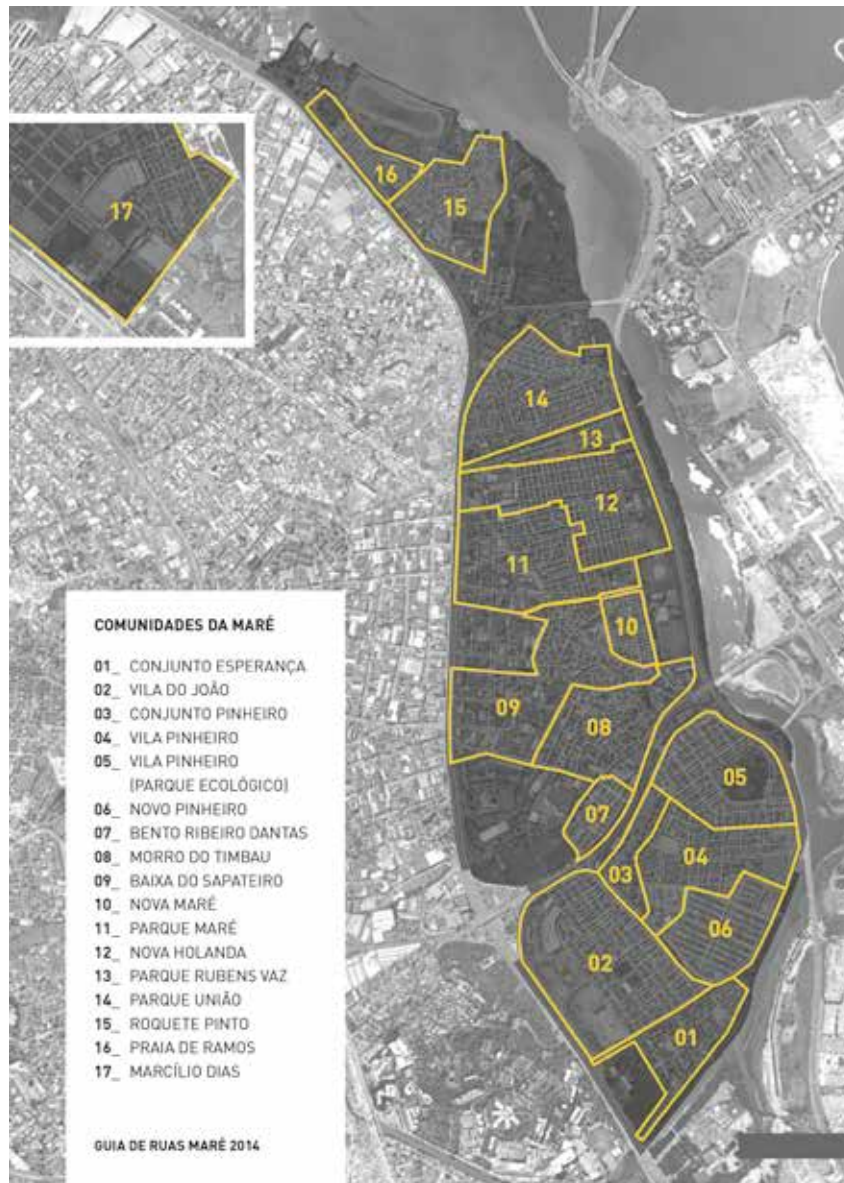 17
16
15
14
13
12
11
10
09
08
07
05
04
03
06
02
01
COMUNIDADES DA MARÉ
01_ CONJUNTO ESPERANÇA
02_ VILA DO JOÃO
03_ CONJUNTO PINHEIRO
04_ VILA PINHEIRO
05_ VILA PINHEIRO
(PARQUE ECOLÓGICO)
06_ NOVO PINHEIRO
07_ BENTO RIBEIRO DANTAS
08_ MORRO DO TIMBAU
09_ BAIXA DO SAPATEIRO
10_ NOVA MARÉ
11_ PARQUE MARÉ
12_ NOVA HOLANDA
13_ PARQUE RUBENS VAZ
14_ PARQUE UNIÃO
15_ ROQUETE PINTO
16_ PRAIA DE RAMOS
17_ MARCÍLIO DIAS
GUIA DE RUAS MARÉ 2014